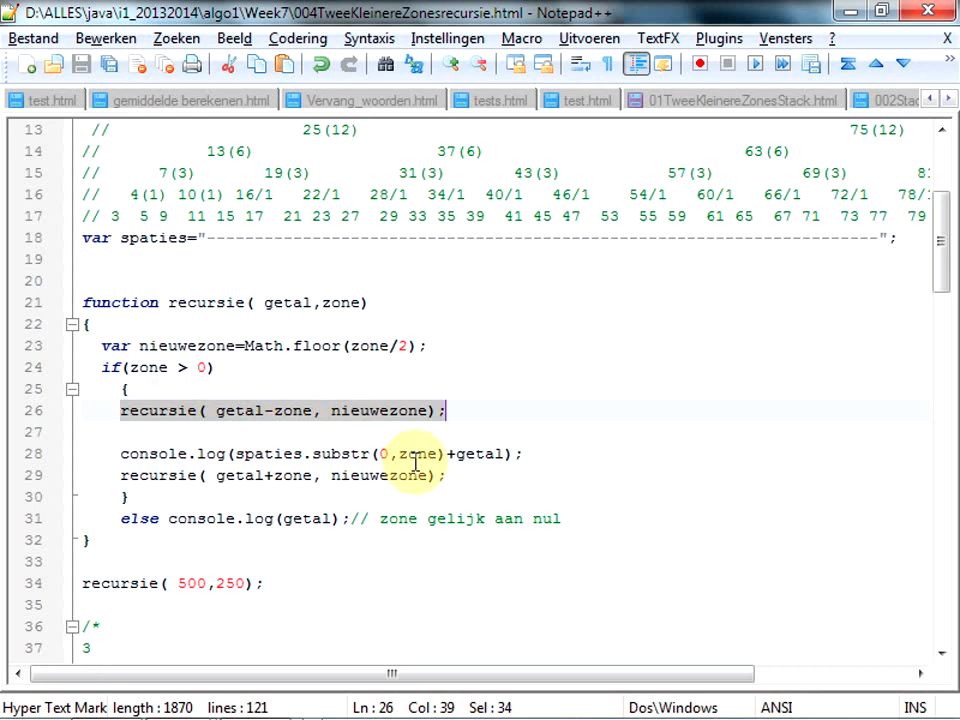 D:\ALLES\java\i1_20132014\algo1\Week7\004TweeKleinereZonesrecursie.html - Notepad++
Bestand Bewerken Zoeken Beeld Codering Syntaxis Instellingen Macro Uitvoeren TextFX Plugins Vensters ? X
test.html gemiddelde berekenen.html Vervang_woorden.html tests.html test.html 01TweeKleinereZonesStack.html 002Stac
13 // 25(12) 75(12)
14 // 13(6) 37(6) 63(6)
15 // 7(3) 19(3) 31(3) 43(3) 57(3) 69(3) 81
16 // 4(1) 10(1) 16/1 22/1 28/1 34/1 40/1 46/1 54/1 60/1 66/1 72/1 78/1
17 // 3 5 9 11 15 17 21 23 27 29 33 35 39 41 45 47 53 55 59 61 65 67 71 73 77 79
18 var spaties="----------------------------------------------------------------------";
19
20
21 function recursie( getal,zone)
22 {
23 var nieuwezone=Math.floor(zone/2);
24 if(zone > 0)
25 {
26 recursie( getal-zone, nieuwezone);
27
28 console.log(spaties.substr(0,zone)+getal);
29 recursie( getal+zone, nieuwezone);
30 }
31 else console.log(getal);// zone gelijk aan nul
32 }
33
34 recursie( 500,250);
35
36 /*
37 3
Hyper Text Mark length : 1870 lines : 121 Ln : 26 Col : 39 Sel : 34 Dos\Windows ANSI INS